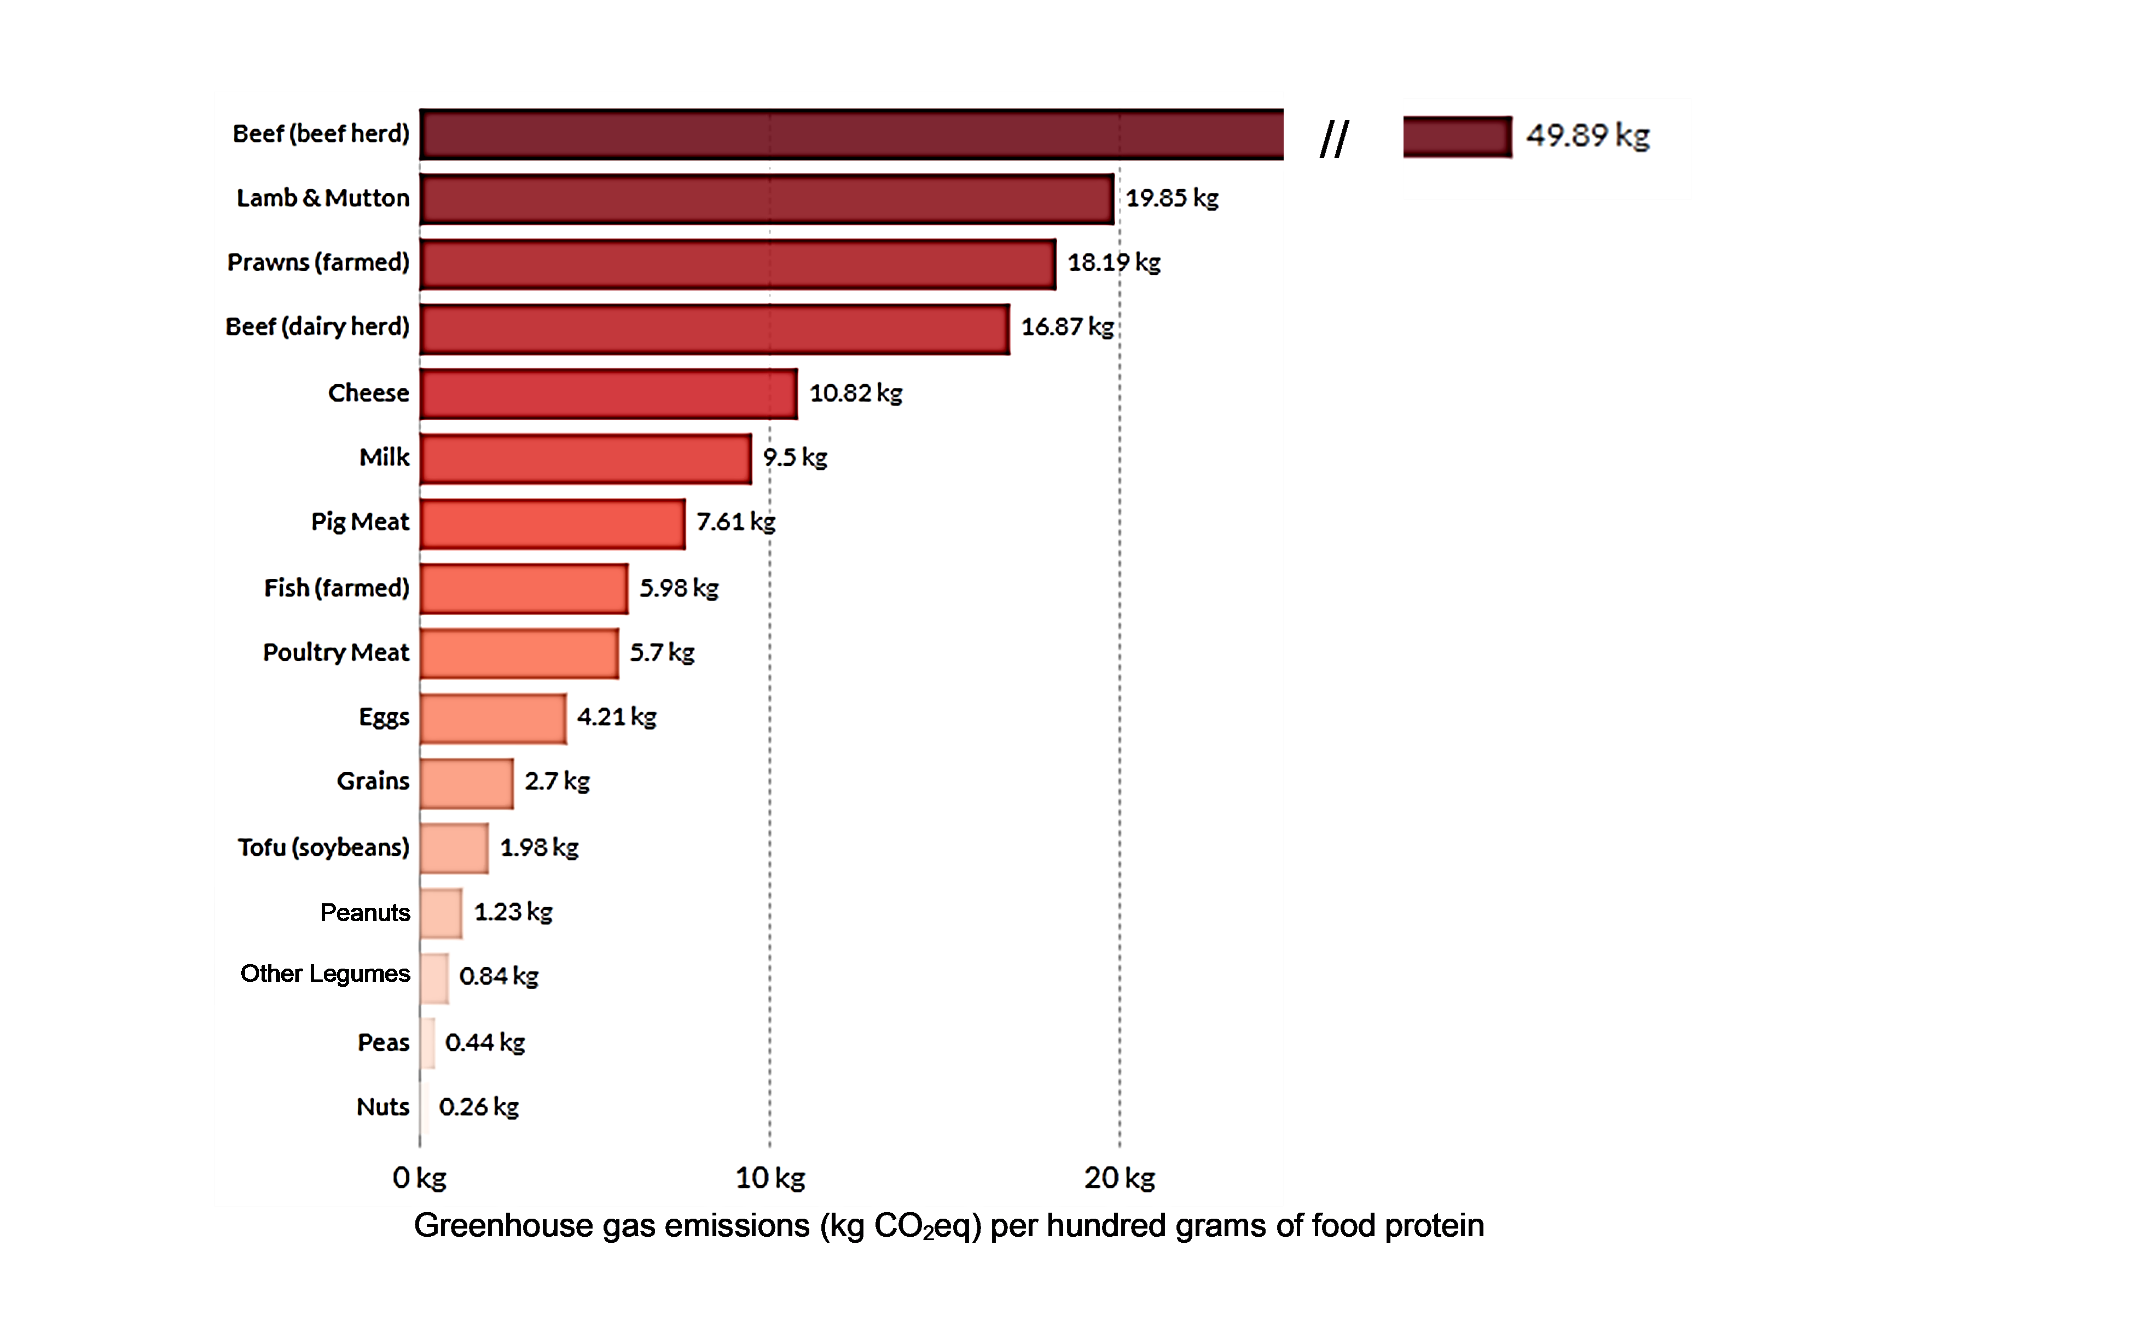 Beef (beef herd) // 49.89 kg
Lamb & Mutton 19.85 kg
Prawns (farmed) 18.19 kg
Beef (dairy herd) 16.87 kg
Cheese 10.82 kg
Milk 9.5 kg
Pig Meat 7.61 kg
Fish (farmed) 5.98 kg
Poultry Meat 5.7 kg
Eggs 4.21 kg
Grains 2.7 kg
Tofu (soybeans) 1.98 kg
Peanuts 1.23 kg
Other Legumes 0.84 kg
Peas 0.44 kg
Nuts 0.26 kg
0 kg 10 kg 20 kg
Greenhouse gas emissions (kg CO₂eq) per hundred grams of food protein